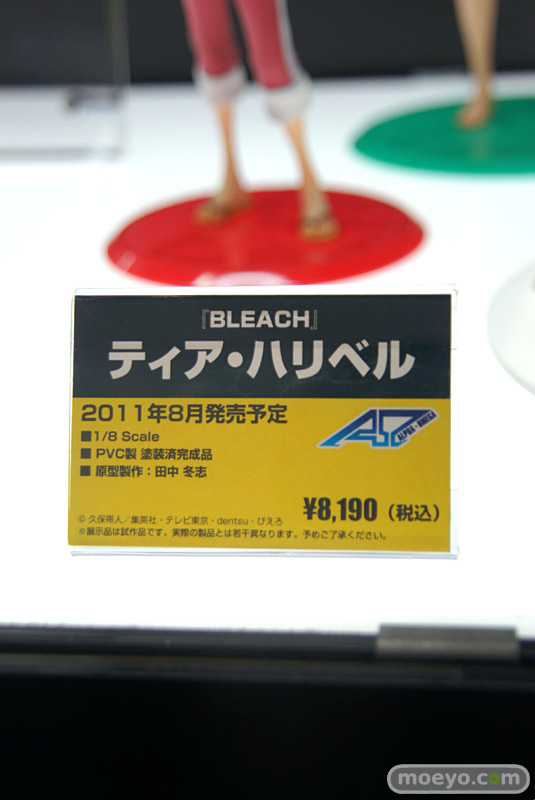 『BLEACH』
ティア・ハリベル
2011年8月発売予定
■1/8 Scale
■PVC製 塗装済完成品
■原型製作：田中 冬志
ALPHA×OMEGA
¥8,190（税込）
© 久保帯人／集英社・テレビ東京・dentsu・ぴえろ
※展示品は試作品です。実際の製品とは若干異なります。予めご了承ください。
moeyo.com